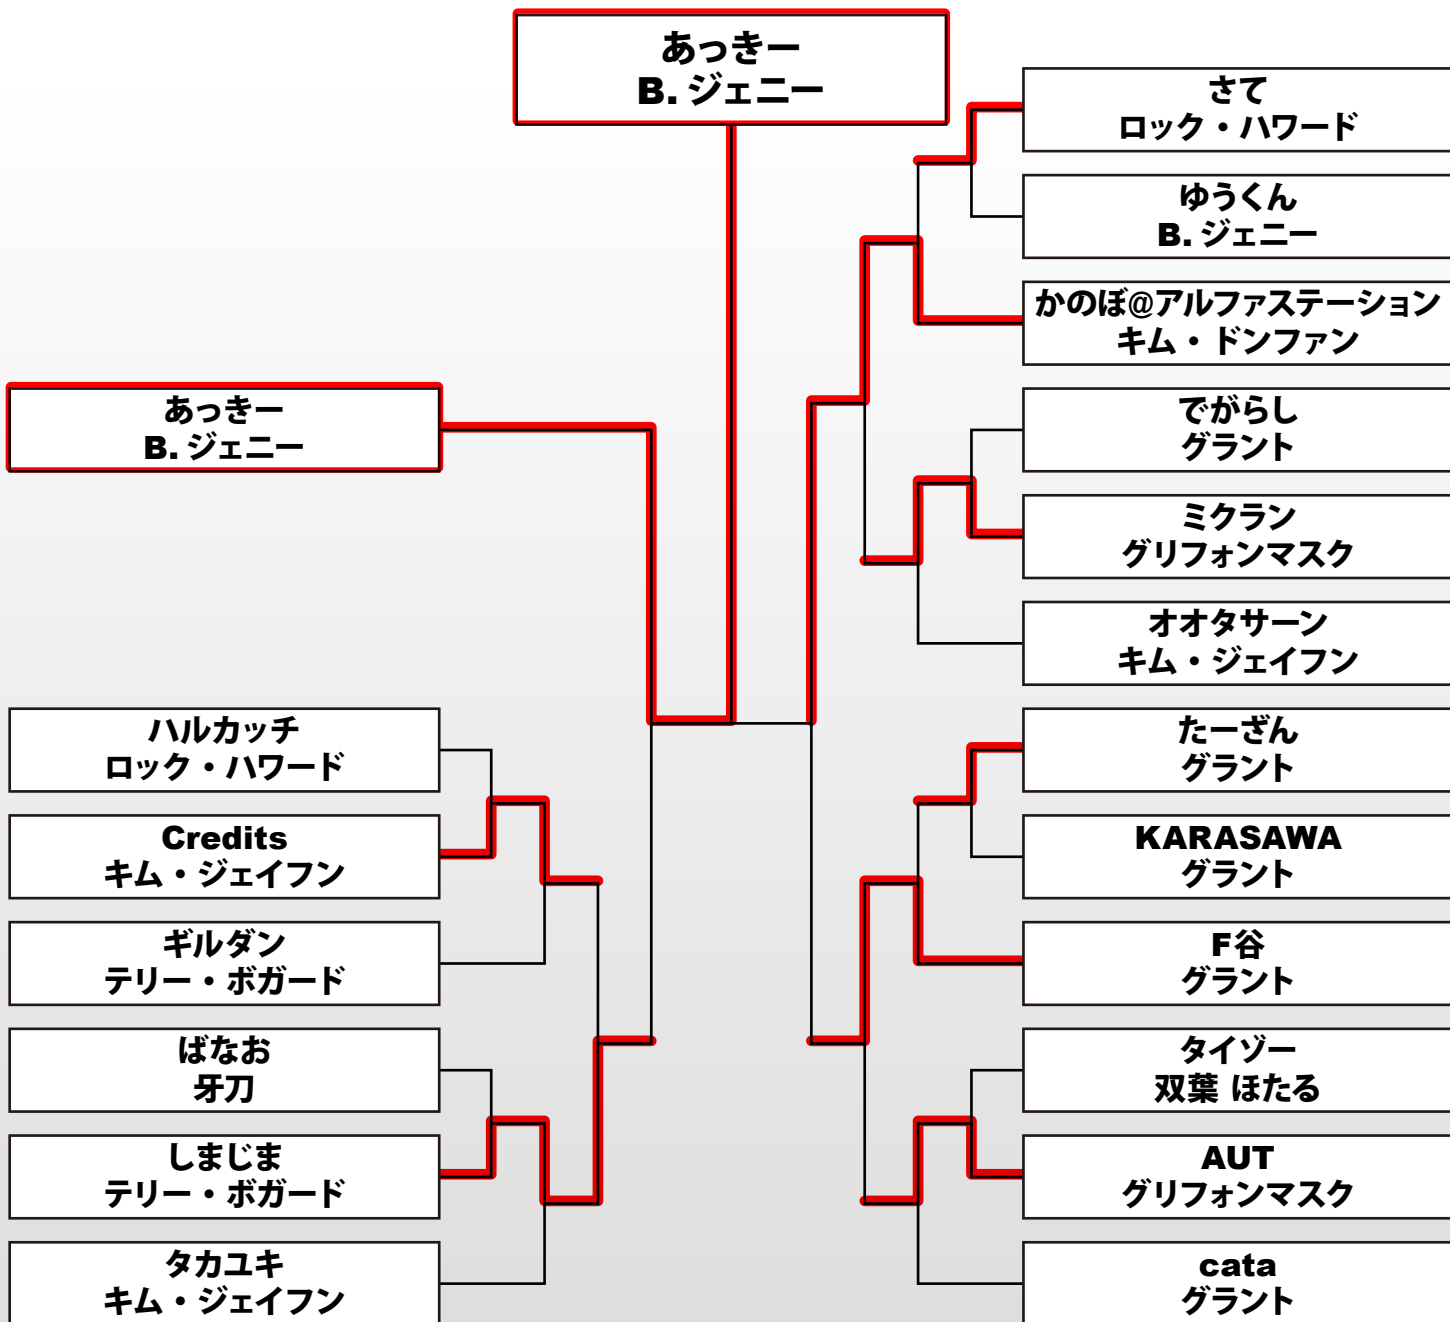 あっきー
B. ジェニー
あっきー
B. ジェニー
ハルカッチ
ロック・ハワード
Credits
キム・ジェイフン
ギルダン
テリー・ボガード
ばなお
牙刀
しまじま
テリー・ボガード
タカユキ
キム・ジェイフン
さて
ロック・ハワード
ゆうくん
B. ジェニー
かのぼ@アルファステーション
キム・ドンファン
でがらし
グラント
ミクラン
グリフォンマスク
オオタサーン
キム・ジェイフン
たーざん
グラント
KARASAWA
グラント
F谷
グラント
タイゾー
双葉 ほたる
AUT
グリフォンマスク
cata
グラント